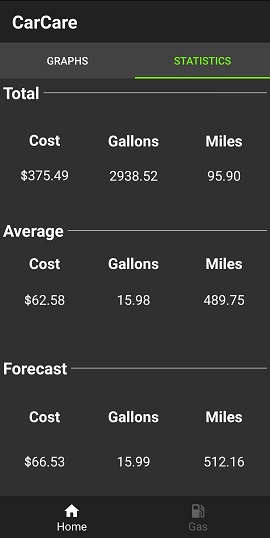 CarCare
GRAPHS STATISTICS
Total
Cost Gallons Miles
$375.49 2938.52 95.90
Average
Cost Gallons Miles
$62.58 15.98 489.75
Forecast
Cost Gallons Miles
$66.53 15.99 512.16
Home Gas